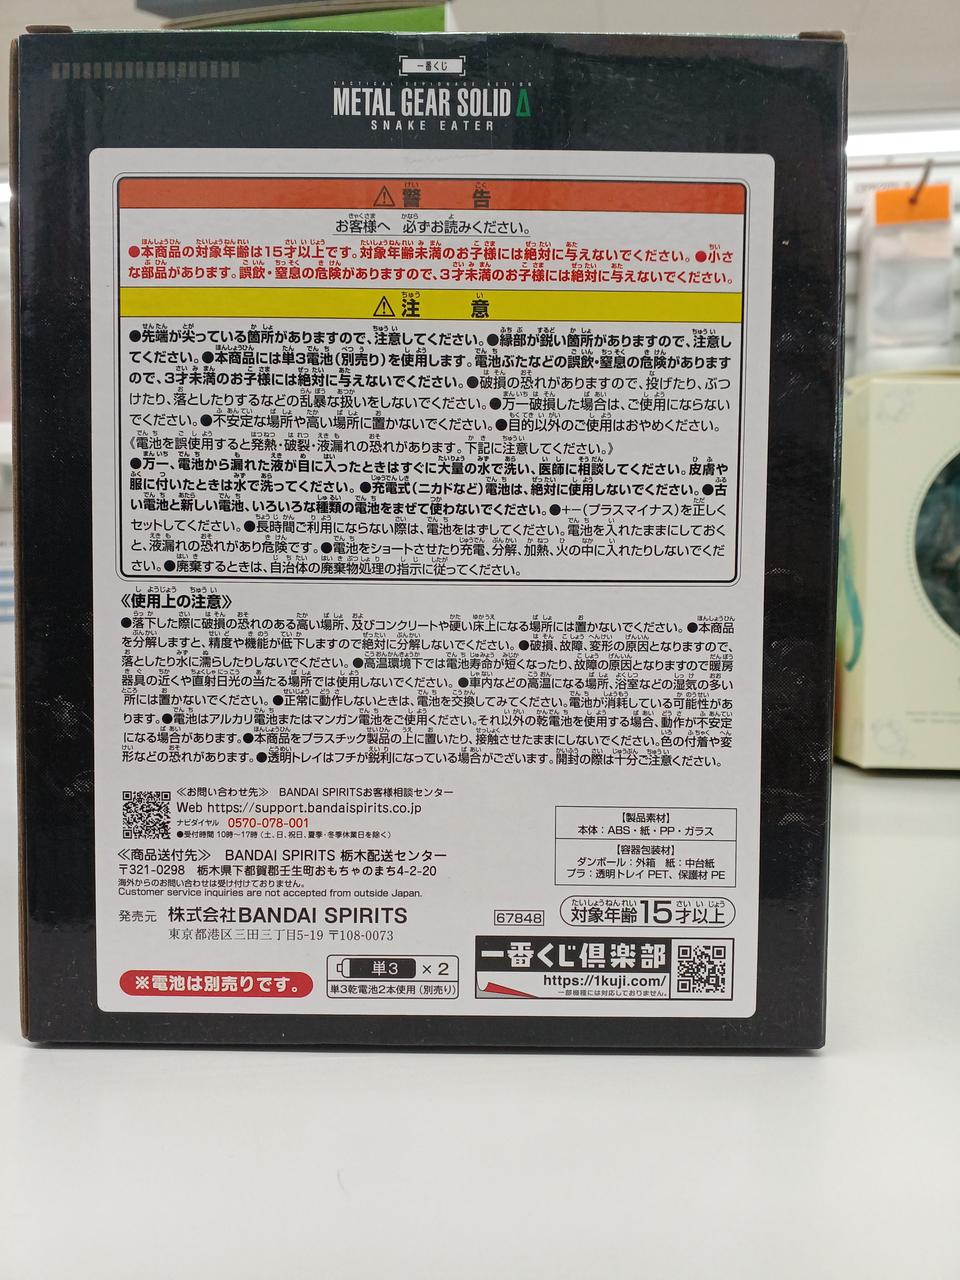 一番くじ
TACTICAL ESPIONAGE ACTION
METAL GEAR SOLID Δ
SNAKE EATER
⚠警告
お客様へ 必ずお読みください。
●本商品の対象年齢は15才以上です。対象年齢未満のお子様には絶対に与えないでください。●小さ
な部品があります。誤飲・窒息の危険がありますので、3才未満のお子様には絶対に与えないでください。
⚠注意
●先端が尖っている箇所がありますので、注意してください。●縁部が鋭い箇所がありますので、注意し
てください。●本商品には単3電池(別売り)を使用します。電池ぶたなどの誤飲・窒息の危険があります
ので、3才未満のお子様には絶対に与えないでください。●破損の恐れがありますので、投げたり、ぶつ
けたり、落としたりするなどの乱暴な扱いをしないでください。●万一破損した場合は、ご使用にならない
でください。●不安定な場所や高い場所に置かないでください。●目的以外のご使用はおやめください。
《電池を誤使用すると発熱・破裂・液漏れの恐れがあります。下記に注意してください。》
●万一、電池から漏れた液が目に入ったときはすぐに大量の水で洗い、医師に相談してください。皮膚や
服に付いたときは水で洗ってください。●充電式(ニカドなど)電池は、絶対に使用しないでください。●古
い電池と新しい電池、いろいろな種類の電池をまぜて使わないでください。●+−(プラスマイナス)を正しく
セットしてください。●長時間ご利用にならない際は、電池をはずしてください。電池を入れたままにしておく
と、液漏れの恐れがあり危険です。●電池をショートさせたり充電、分解、加熱、火の中に入れたりしないでくだ
さい。●廃棄するときは、自治体の廃棄物処理の指示に従ってください。
《使用上の注意》
●落下した際に破損の恐れのある高い場所、及びコンクリートや硬い床上になる場所には置かないでください。●本商品
を分解しますと、精度や機能が低下しますので絶対に分解しないでください。●破損、故障、変形の原因となりますので、
落としたり水に濡らしたりしないでください。●高温環境下では電池寿命が短くなったり、故障の原因となりますので暖房
器具の近くや直射日光の当たる場所では使用しないでください。●車内などの高温になる場所、浴室などの湿気の多い
所には置かないでください。●正常に動作しないときは、電池を交換してみてください。電池が消耗している可能性があ
ります。●電池はアルカリ電池またはマンガン電池をご使用ください。それ以外の乾電池を使用する場合、動作が不安定
になる場合があります。●本商品をプラスチック製品の上に置いたり、接触させたままにしないでください。色の付着や変
形などの恐れがあります。●透明トレイはフチが鋭利になっている場合がございます。開封の際は十分ご注意ください。
≪お問い合わせ先≫ BANDAI SPIRITSお客様相談センター
Web https://support.bandaispirits.co.jp
ナビダイヤル 0570-078-001
●受付時間 10時～17時(土、日、祝日、夏季・冬季休業日を除く)
≪商品送付先≫ BANDAI SPIRITS 栃木配送センター
〒321-0298 栃木県下都賀郡壬生町おもちゃのまち4-2-20
海外からのお問い合わせは受け付けておりません。
Customer service inquiries are not accepted from outside Japan.
発売元 株式会社BANDAI SPIRITS
東京都港区三田三丁目5-19 〒108-0073
【製品素材】
本体：ABS・紙・PP・ガラス
【容器包装材】
ダンボール：外箱 紙：中台紙
プラ：透明トレイ PET、保護材 PE
67848
対象年齢15才以上
※電池は別売りです。
単3 ×2
単3乾電池2本使用(別売り)
一番くじ倶楽部
https://1kuji.com/
一部機種には対応しておりません。